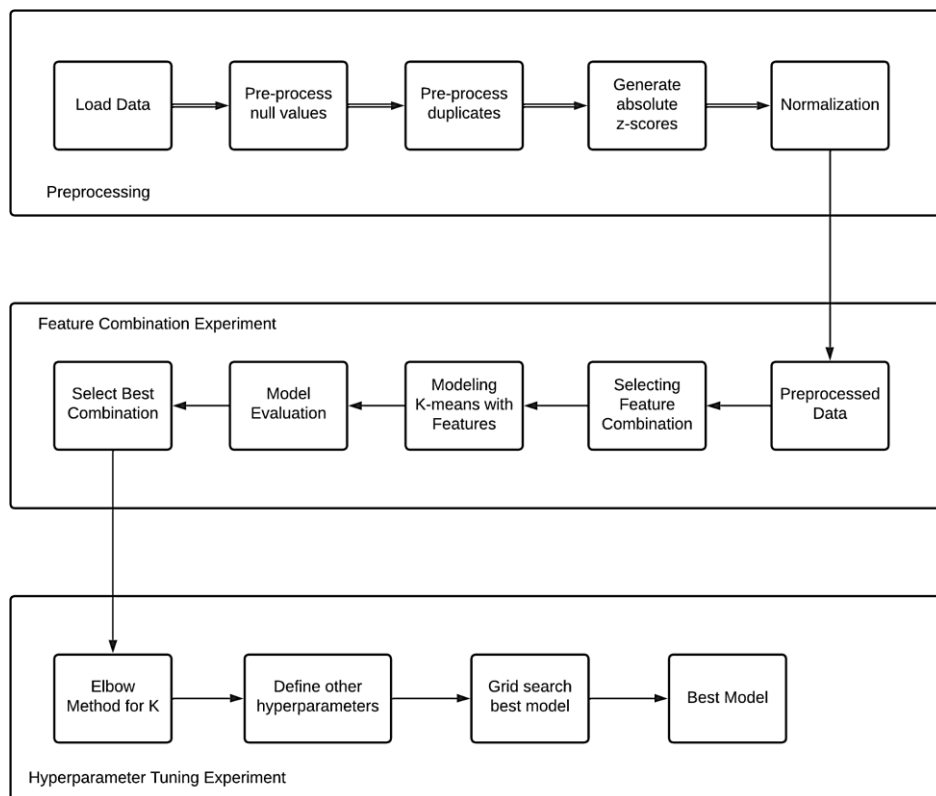 Load Data
Pre-process
null values
Pre-process
duplicates
Generate
absolute
z-scores
Normalization
Preprocessing
Feature Combination Experiment
Select Best
Combination
Model
Evaluation
Modeling
K-means with
Features
Selecting
Feature
Combination
Preprocessed
Data
Elbow
Method for K
Define other
hyperparameters
Grid search
best model
Best Model
Hyperparameter Tuning Experiment